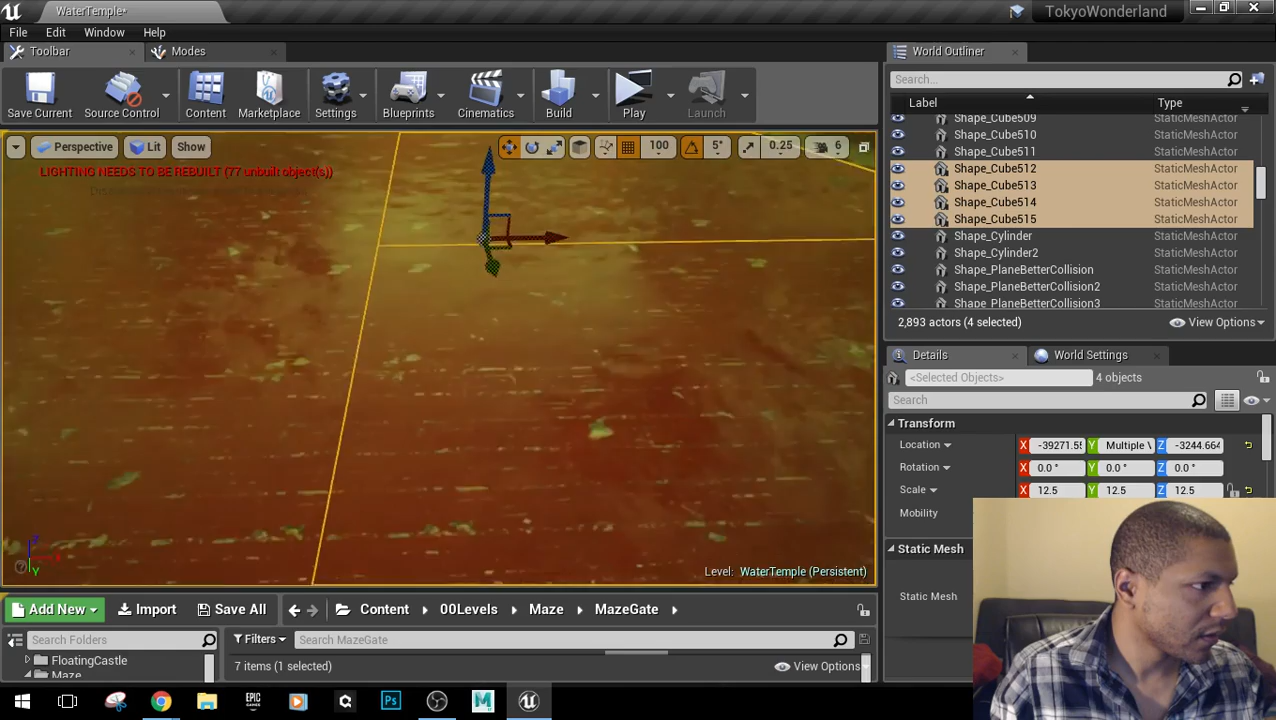 WaterTemple*
TokyoWonderland
File Edit Window Help
Toolbar Modes
World Outliner
Save Current Source Control Content Marketplace Settings Blueprints Cinematics Build Play Launch
Search...
Label Type
Shape_Cube509 StaticMeshActor
Shape_Cube510 StaticMeshActor
Shape_Cube511 StaticMeshActor
Shape_Cube512 StaticMeshActor
Shape_Cube513 StaticMeshActor
Shape_Cube514 StaticMeshActor
Shape_Cube515 StaticMeshActor
Shape_Cylinder StaticMeshActor
Shape_Cylinder2 StaticMeshActor
Shape_PlaneBetterCollision StaticMeshActor
Shape_PlaneBetterCollision2 StaticMeshActor
Shape_PlaneBetterCollision3 StaticMeshActor
2,893 actors (4 selected) View Options
Perspective Lit Show 100 5° 0.25 6
LIGHTING NEEDS TO BE REBUILT (77 unbuilt object(s))
Details World Settings
<Selected Objects> 4 objects
Search
Transform
Location X -39271.55 Y Multiple V Z -3244.664
Rotation X 0.0 ° Y 0.0 ° Z 0.0 °
Scale X 12.5 Y 12.5 Z 12.5
Mobility
Static Mesh
Static Mesh
Z
X
Y
Level: WaterTemple (Persistent)
Add New Import Save All Content 00Levels Maze MazeGate
Search Folders Filters Search MazeGate
FloatingCastle
Maze
7 items (1 selected) View Options
EPIC GAMES
Ps
M